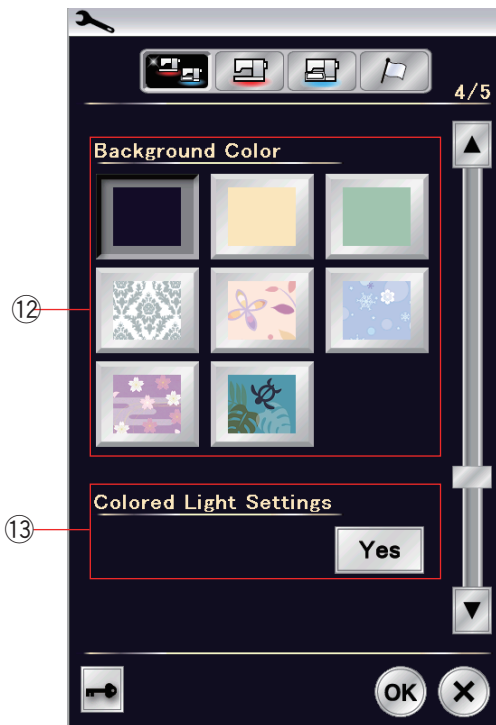 4/5
Background Color
⑫
Colored Light Settings
⑬
Yes
OK